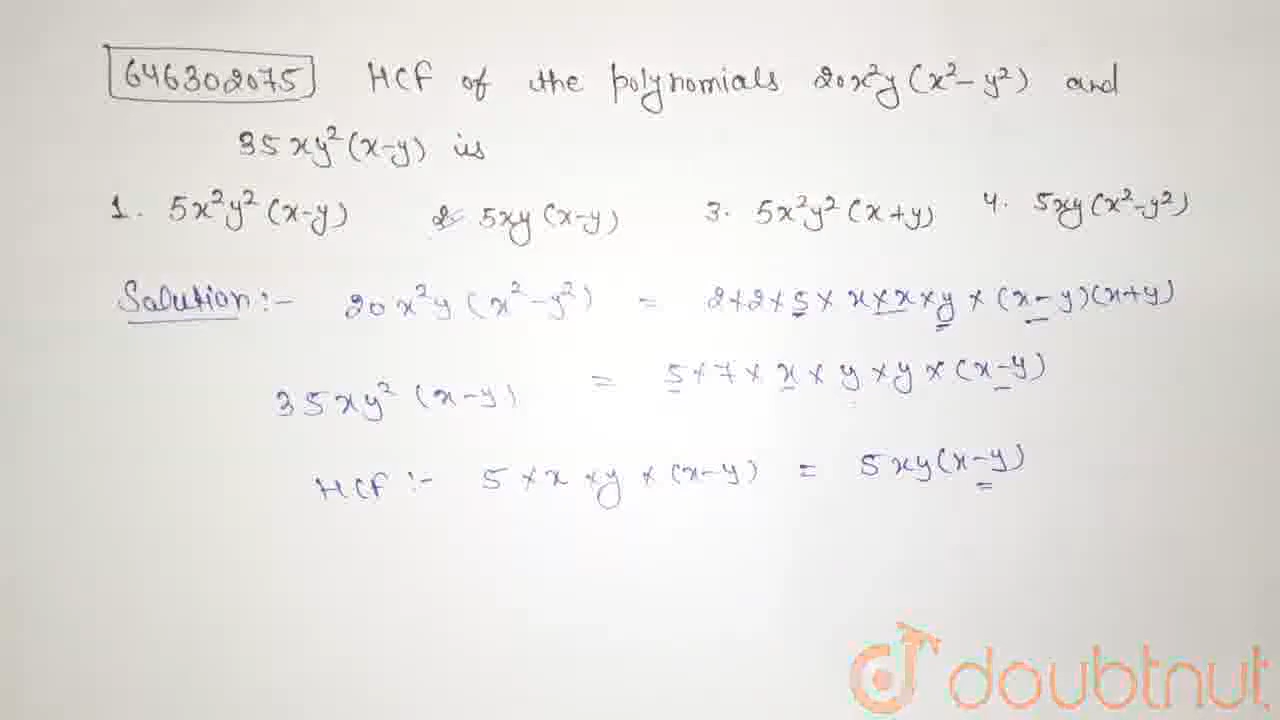 646302075 HCF of the polynomials 20x²y(x²-y²) and
35xy²(x-y) is
1. 5x²y²(x-y) 2. 5xy(x-y) 3. 5x²y²(x+y) 4. 5xy(x²-y²)
Solution:- 20x²y(x²-y²) = 2×2×5×x×x×y×(x-y)(x+y)
35xy²(x-y) = 5×7×x×y×y×(x-y)
HCF:- 5×x×y×(x-y) = 5xy(x-y)
doubtnut